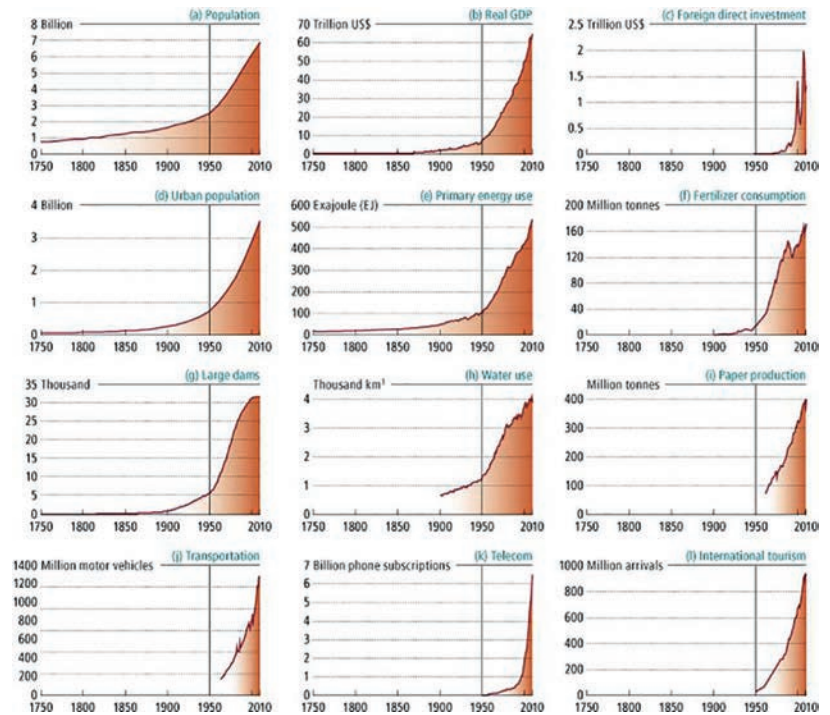 (a) Population
8 Billion
7
6
5
4
3
2
1
0
1750 1800 1850 1900 1950 2010
(b) Real GDP
70 Trillion US$
60
50
40
30
20
10
0
1750 1800 1850 1900 1950 2010
(c) Foreign direct investment
2.5 Trillion US$
2
1.5
1
0.5
0
1750 1800 1850 1900 1950 2010
(d) Urban population
4 Billion
3
2
1
0
1750 1800 1850 1900 1950 2010
(e) Primary energy use
600 Exajoule (EJ)
500
400
300
200
100
0
1750 1800 1850 1900 1950 2010
(f) Fertilizer consumption
200 Million tonnes
160
120
80
40
0
1750 1800 1850 1900 1950 2010
(g) Large dams
35 Thousand
30
25
20
15
10
5
0
1750 1800 1850 1900 1950 2010
(h) Water use
Thousand km³
4
3
2
1
0
1750 1800 1850 1900 1950 2010
(i) Paper production
Million tonnes
400
300
200
100
0
1750 1800 1850 1900 1950 2010
(j) Transportation
1400 Million motor vehicles
1200
1000
800
600
400
200
0
1750 1800 1850 1900 1950 2010
(k) Telecom
7 Billion phone subscriptions
6
5
4
3
2
1
0
1750 1800 1850 1900 1950 2010
(l) International tourism
1000 Million arrivals
800
600
400
200
0
1750 1800 1850 1900 1950 2010